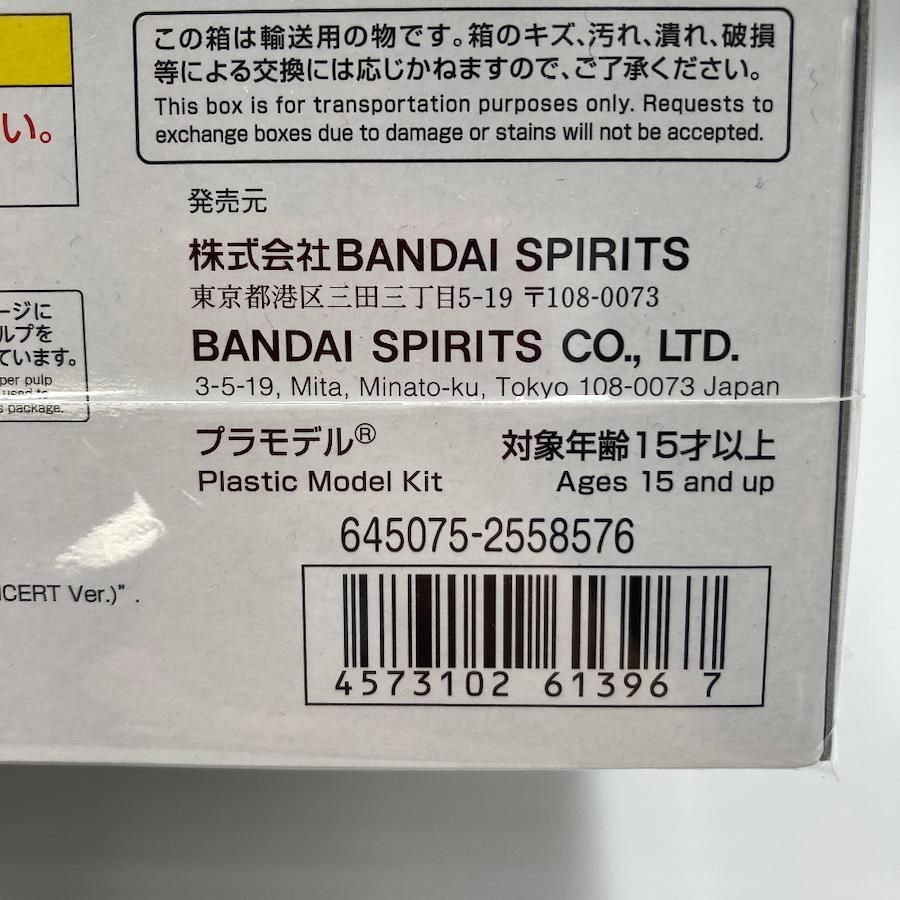 この箱は輸送用の物です。箱のキズ、汚れ、潰れ、破損
等による交換には応じかねますので、ご了承ください。
This box is for transportation purposes only. Requests to
exchange boxes due to damage or stains will not be accepted.
い。
発売元
株式会社BANDAI SPIRITS
東京都港区三田三丁目5-19 〒108-0073
BANDAI SPIRITS CO., LTD.
3-5-19, Mita, Minato-ku, Tokyo 108-0073 Japan
ージに
ルプを
ています。
per pulp
used to
s package.
プラモデル® 対象年齢15才以上
Plastic Model Kit Ages 15 and up
645075-2558576
NCERT Ver.)".
4573102 613967